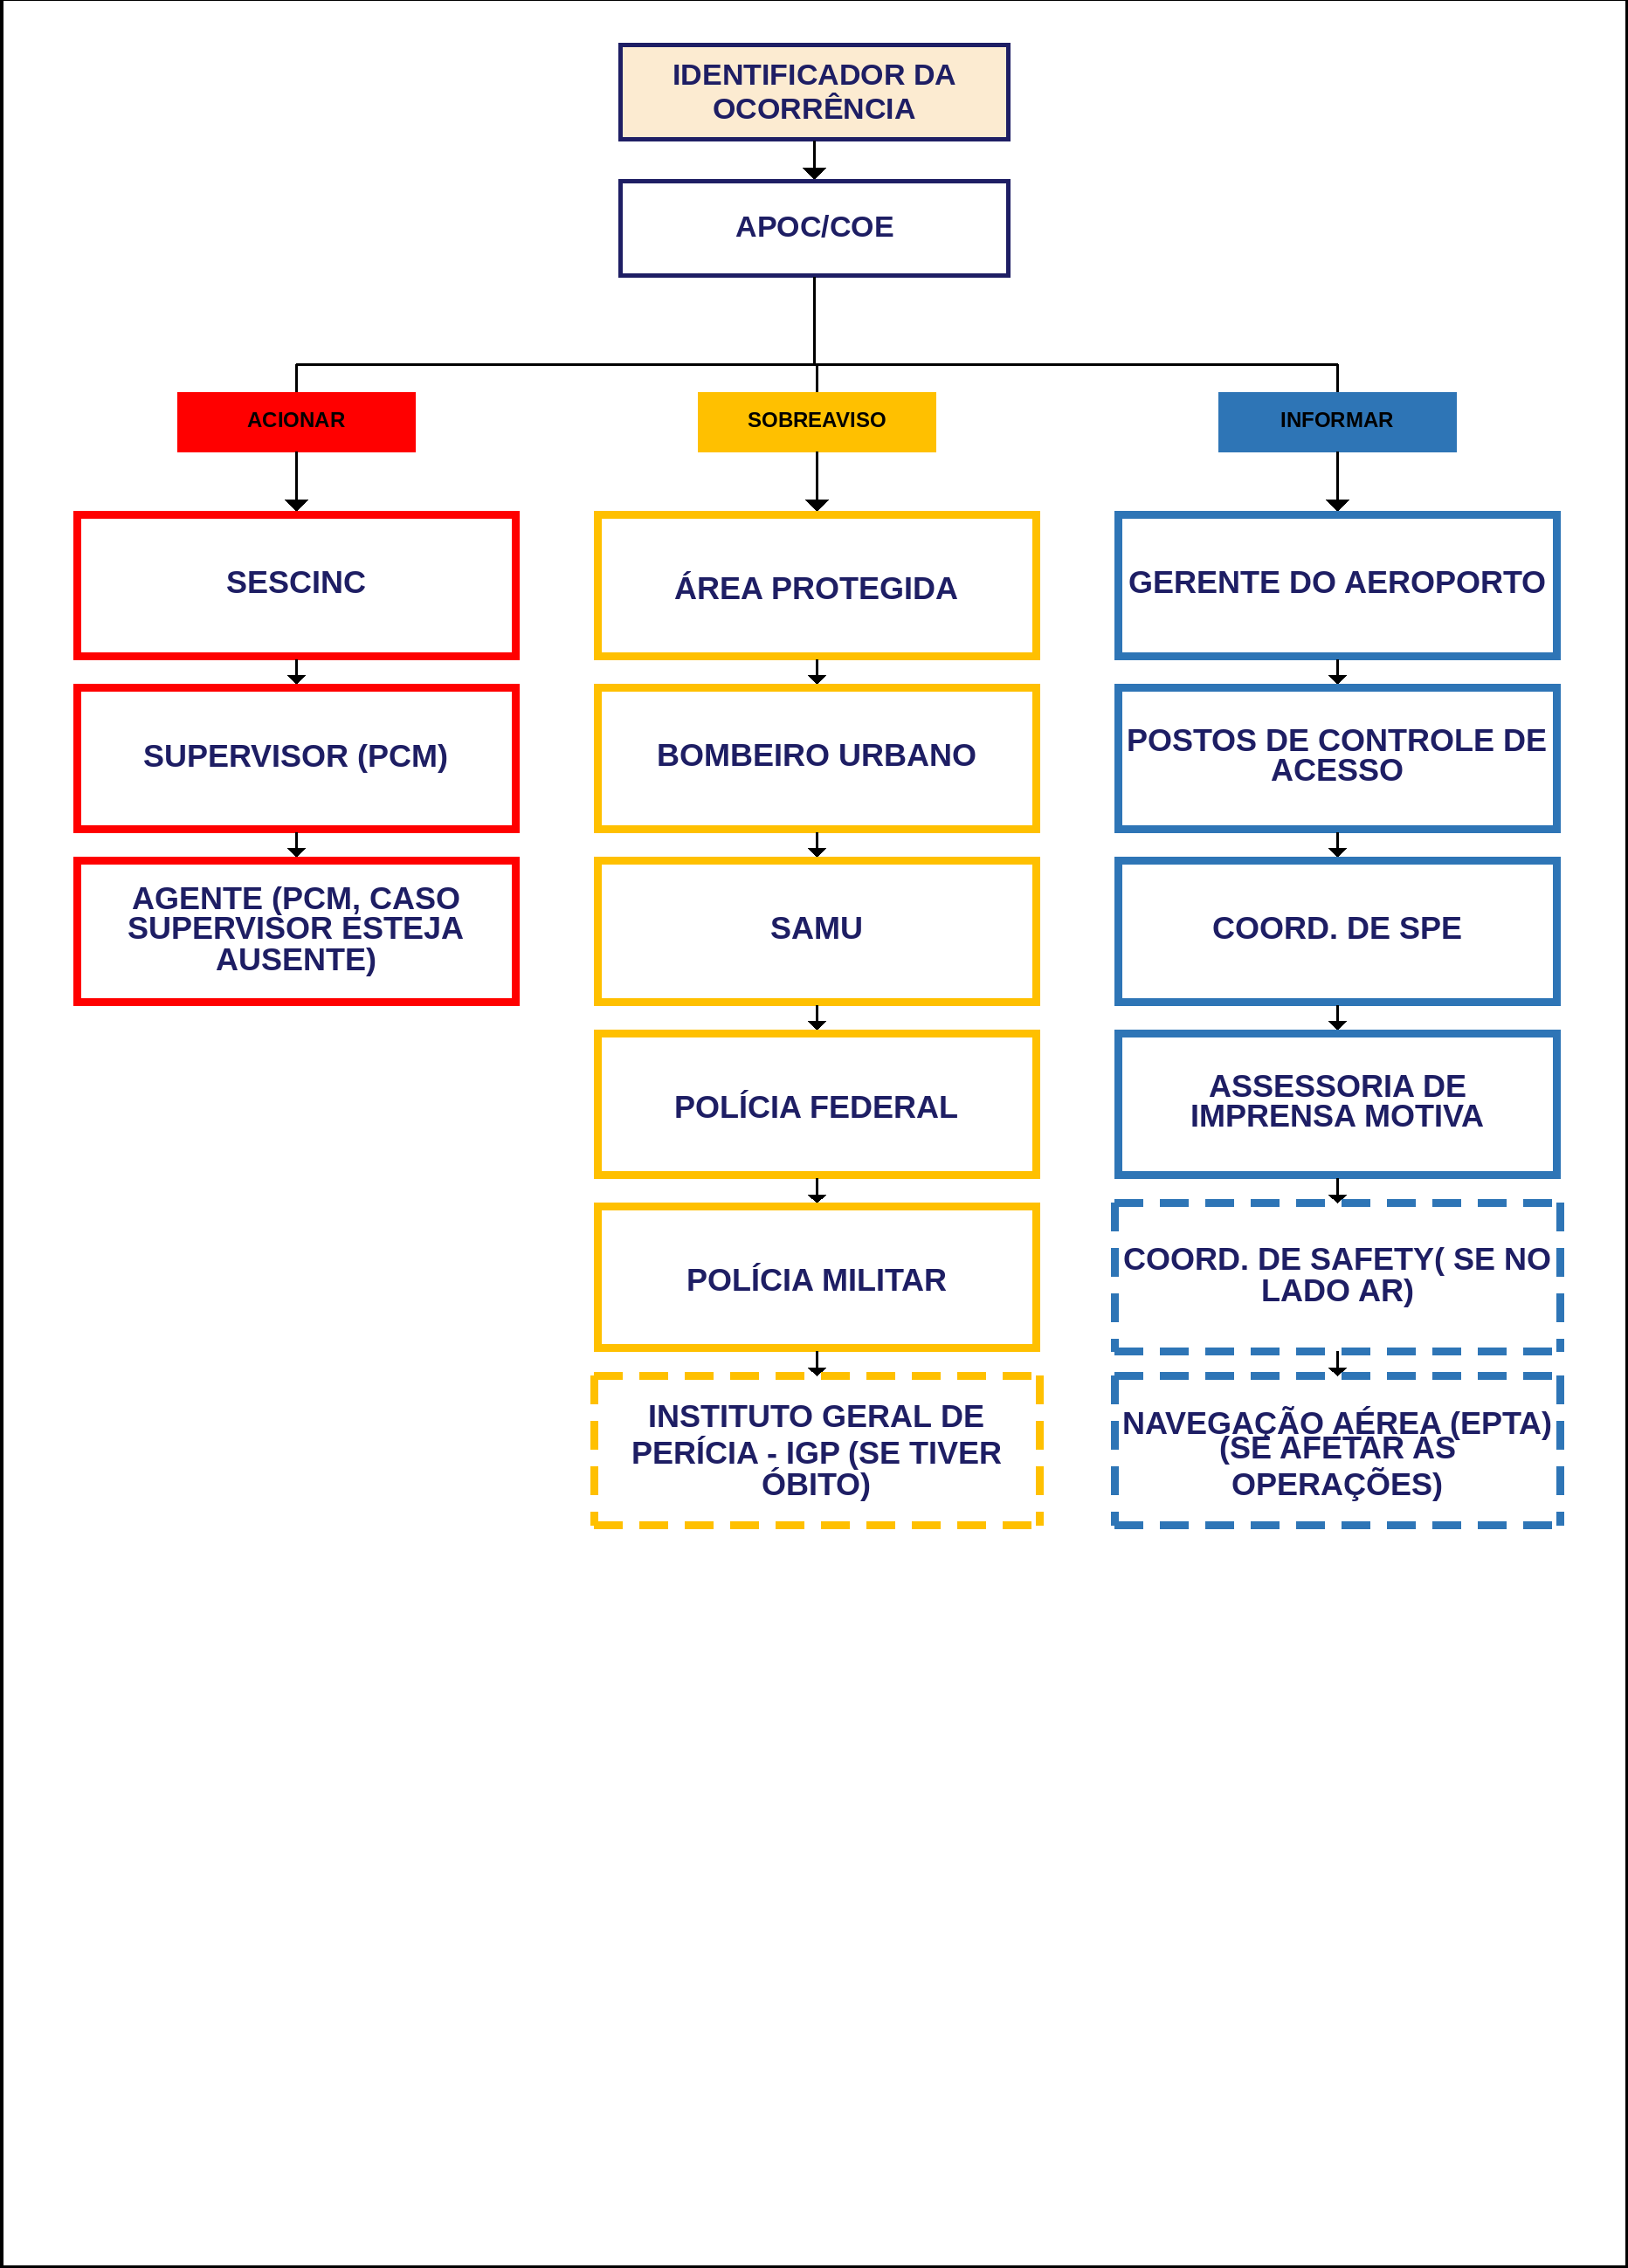 IDENTIFICADOR DA
OCORRÊNCIA
APOC/COE
ACIONAR
SOBREAVISO
INFORMAR
SESCINC
SUPERVISOR (PCM)
AGENTE (PCM, CASO
SUPERVISOR ESTEJA
AUSENTE)
ÁREA PROTEGIDA
BOMBEIRO URBANO
SAMU
POLÍCIA FEDERAL
POLÍCIA MILITAR
INSTITUTO GERAL DE
PERÍCIA - IGP (SE TIVER
ÓBITO)
GERENTE DO AEROPORTO
POSTOS DE CONTROLE DE
ACESSO
COORD. DE SPE
ASSESSORIA DE
IMPRENSA MOTIVA
COORD. DE SAFETY( SE NO
LADO AR)
NAVEGAÇÃO AÉREA (EPTA)
(SE AFETAR AS
OPERAÇÕES)